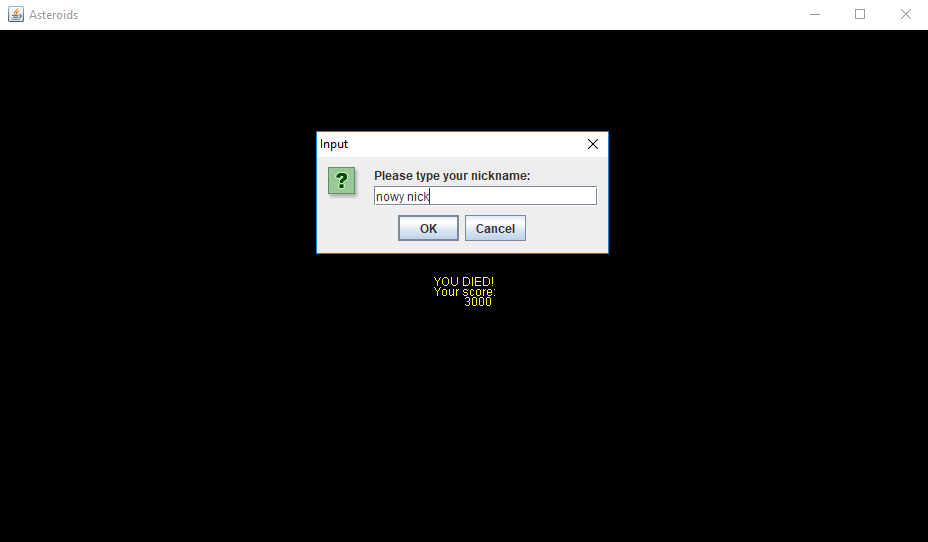 Asteroids
Input
?
Please type your nickname:
nowy nick
OK Cancel
YOU DIED!
Your score:
3000